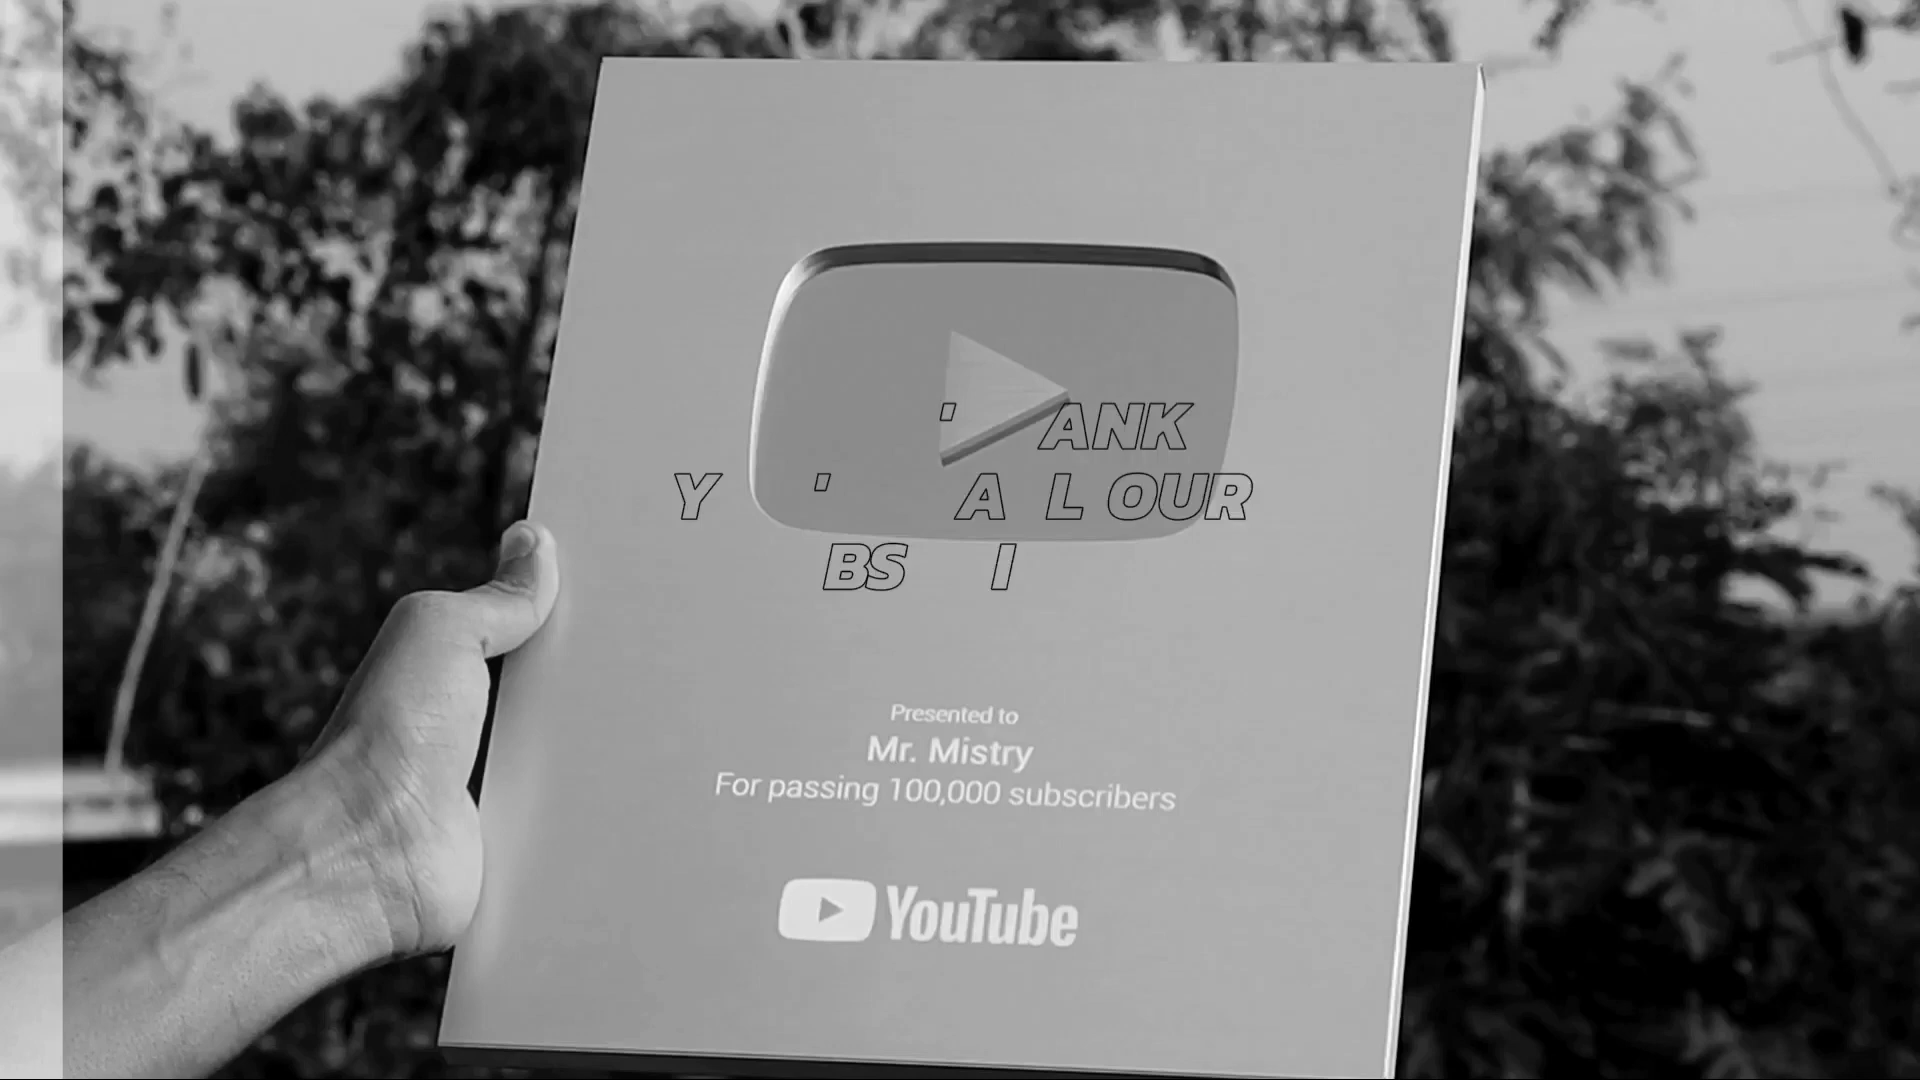 ' ANK
Y ' A L OUR
BS I
Presented to
Mr. Mistry
For passing 100,000 subscribers
YouTube